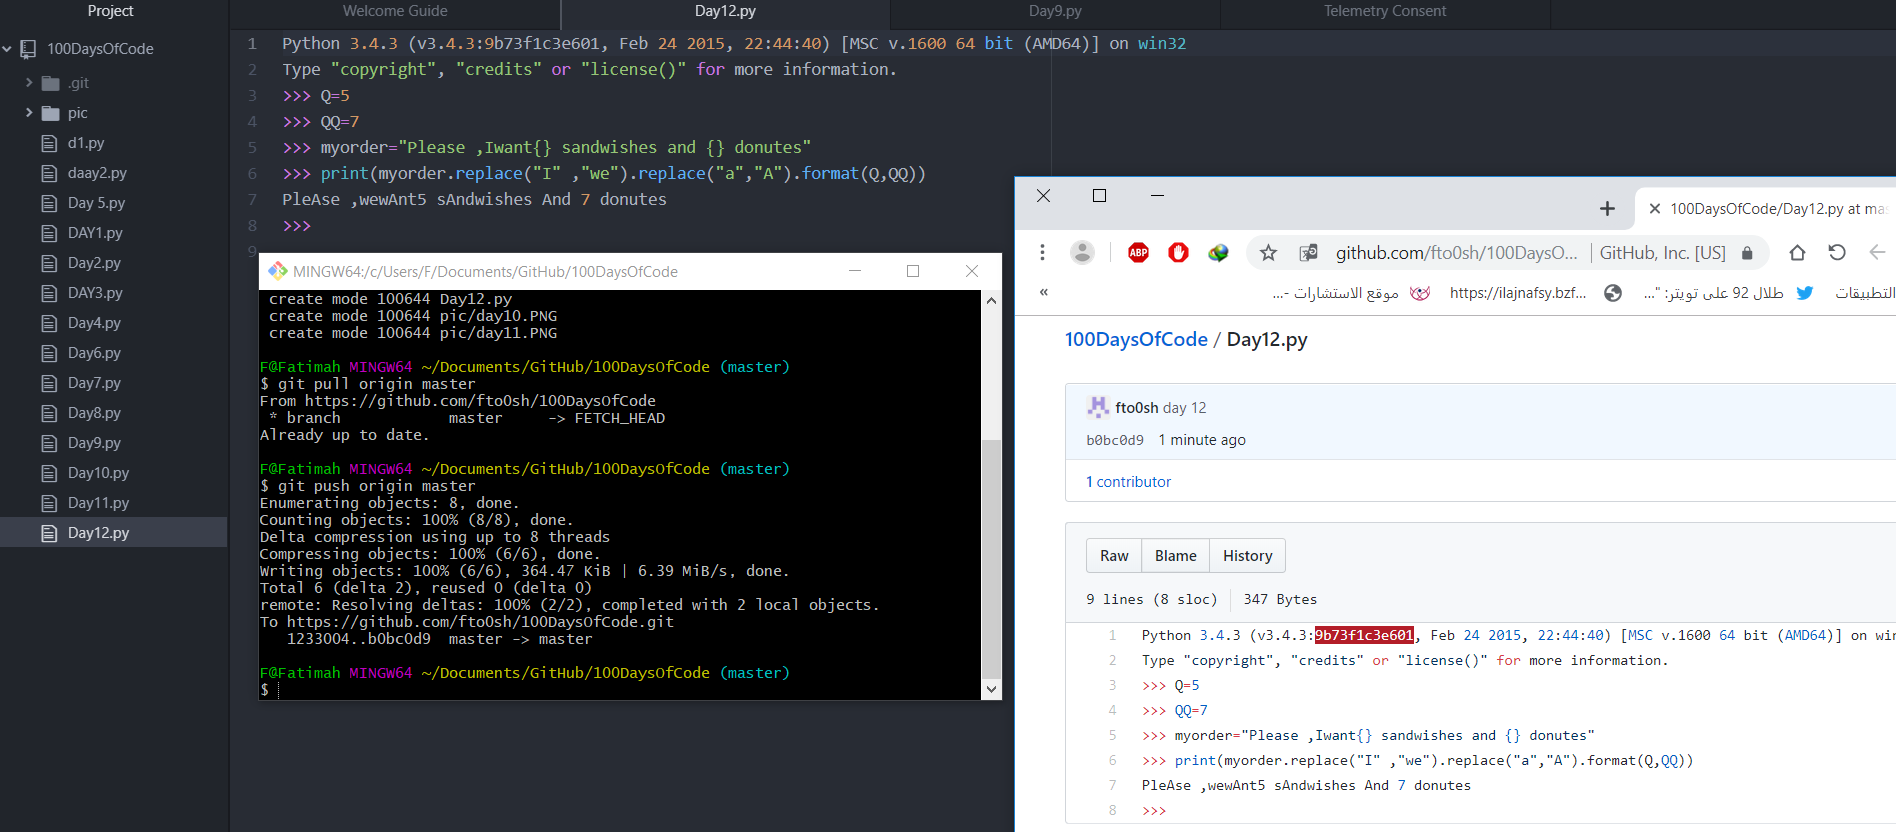 Project
100DaysOfCode
.git
pic
d1.py
daay2.py
Day 5.py
DAY1.py
Day2.py
DAY3.py
Day4.py
Day6.py
Day7.py
Day8.py
Day9.py
Day10.py
Day11.py
Day12.py
Welcome Guide
Day12.py
Day9.py
Telemetry Consent
1 Python 3.4.3 (v3.4.3:9b73f1c3e601, Feb 24 2015, 22:44:40) [MSC v.1600 64 bit (AMD64)] on win32
2 Type "copyright", "credits" or "license()" for more information.
3 >>> Q=5
4 >>> QQ=7
5 >>> myorder="Please ,Iwant{} sandwishes and {} donutes"
6 >>> print(myorder.replace("I" ,"we").replace("a","A").format(Q,QQ))
7 PleAse ,wewAnt5 sAndwishes And 7 donutes
8 >>>
9
MINGW64:/c/Users/F/Documents/GitHub/100DaysOfCode
create mode 100644 Day12.py
create mode 100644 pic/day10.PNG
create mode 100644 pic/day11.PNG
F@Fatimah MINGW64 ~/Documents/GitHub/100DaysOfCode (master)
$ git pull origin master
From https://github.com/fto0sh/100DaysOfCode
* branch master -> FETCH_HEAD
Already up to date.
F@Fatimah MINGW64 ~/Documents/GitHub/100DaysOfCode (master)
$ git push origin master
Enumerating objects: 8, done.
Counting objects: 100% (8/8), done.
Delta compression using up to 8 threads
Compressing objects: 100% (6/6), done.
Writing objects: 100% (6/6), 364.47 KiB | 6.39 MiB/s, done.
Total 6 (delta 2), reused 0 (delta 0)
remote: Resolving deltas: 100% (2/2), completed with 2 local objects.
To https://github.com/fto0sh/100DaysOfCode.git
1233004..b0bc0d9 master -> master
F@Fatimah MINGW64 ~/Documents/GitHub/100DaysOfCode (master)
$
100DaysOfCode/Day12.py at mas
ABP
github.com/fto0sh/100DaysO... GitHub, Inc. [US]
« موقع الاستشارات -... https://ilajnafsy.bzf... طلال 92 على تويتر: "... التطبيقات
100DaysOfCode / Day12.py
fto0sh day 12
b0bc0d9 1 minute ago
1 contributor
Raw Blame History
9 lines (8 sloc) 347 Bytes
1 Python 3.4.3 (v3.4.3:9b73f1c3e601, Feb 24 2015, 22:44:40) [MSC v.1600 64 bit (AMD64)] on win
2 Type "copyright", "credits" or "license()" for more information.
3 >>> Q=5
4 >>> QQ=7
5 >>> myorder="Please ,Iwant{} sandwishes and {} donutes"
6 >>> print(myorder.replace("I" ,"we").replace("a","A").format(Q,QQ))
7 PleAse ,wewAnt5 sAndwishes And 7 donutes
8 >>>